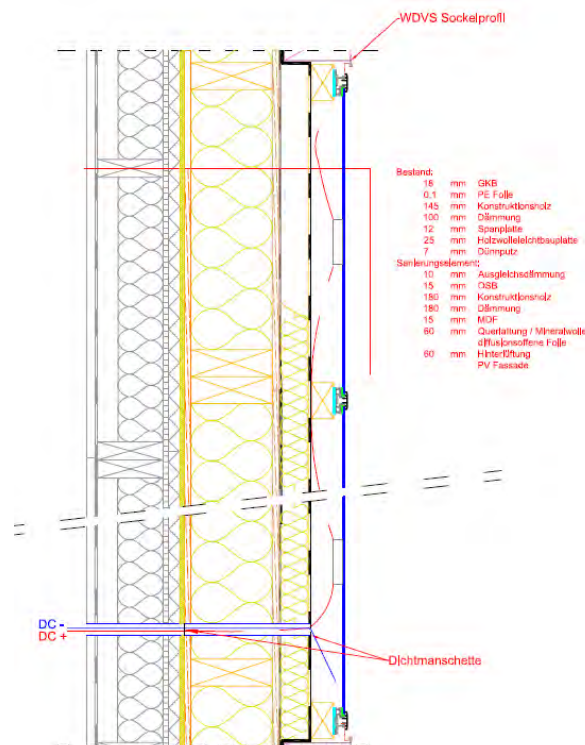 WDVS Sockelprofil
Bestand:
18 mm GKB
0,1 mm PE Folie
145 mm Konstruktionsholz
100 mm Dämmung
12 mm Spanplatte
25 mm Holzwolleleichtbauplatte
7 mm Dünnputz
Sanierungselement:
10 mm Ausgleichsdämmung
15 mm OSB
180 mm Konstruktionsholz
180 mm Dämmung
15 mm MDF
60 mm Querlattung / Mineralwolle
diffusionsoffene Folie
60 mm Hinterlüftung
PV Fassade
DC -
DC +
Dichtmanschette